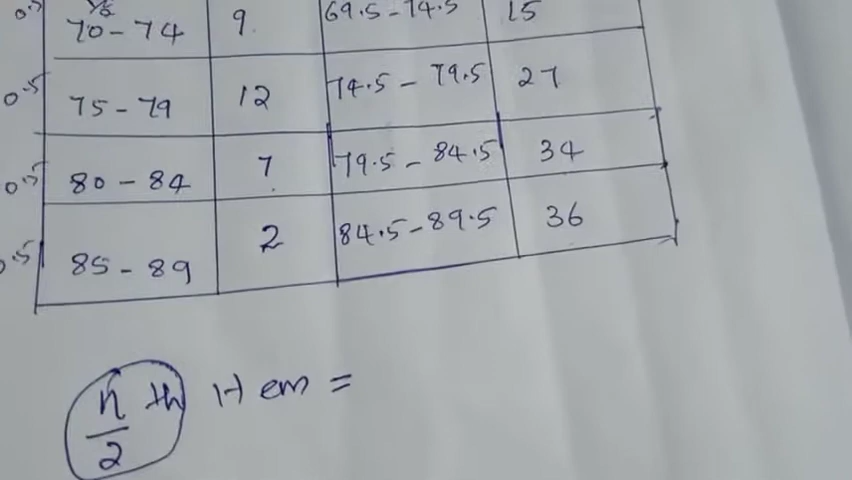 0.5 70-74 9 69.5-74.5 15
0.5 75-79 12 74.5-79.5 27
0.5 80-84 7 79.5-84.5 34
0.5 85-89 2 84.5-89.5 36
n/2 th Item =